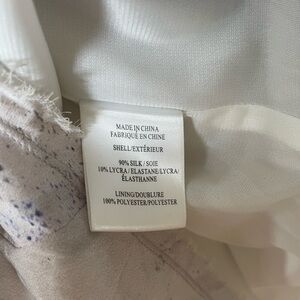 MADE IN CHINA
FABRIQUÉ EN CHINE
SHELL/EXTÉRIEUR
90% SILK / SOIE
10% LYCRA/ ELASTANE/LYCRA/
ÉLASTHANNE
LINING/DOUBLURE
100% POLYESTER/POLYESTER